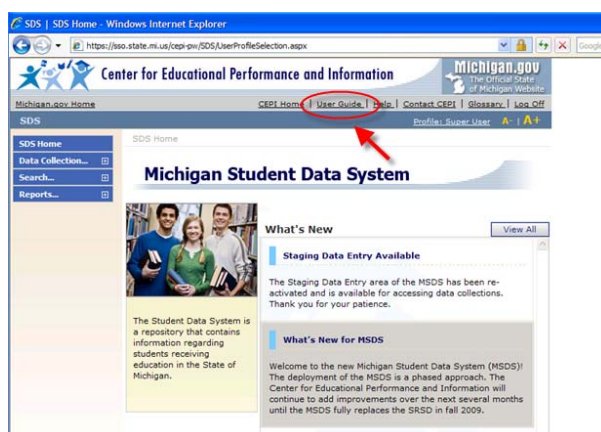 SDS | SDS Home - Windows Internet Explorer
https://sso.state.mi.us/cepi-pw/SDS/UserProfileSelection.aspx
Google
Center for Educational Performance and Information
Michigan.gov
The Official State
of Michigan Website
Michigan.gov Home
CEPI Home | User Guide | Help | Contact CEPI | Glossary | Log Off
SDS
Profile: Super User A- | A+
SDS Home
SDS Home
Data Collection...
Search...
Reports...
Michigan Student Data System
What's New
View All
Staging Data Entry Available
The Staging Data Entry area of the MSDS has been re-
activated and is available for accessing data collections.
Thank you for your patience.
The Student Data System is
a repository that contains
information regarding
students receiving
education in the State of
Michigan.
What's New for MSDS
Welcome to the new Michigan Student Data System (MSDS)!
The deployment of the MSDS is a phased approach. The
Center for Educational Performance and Information will
continue to add improvements over the next several months
until the MSDS fully replaces the SRSD in fall 2009.